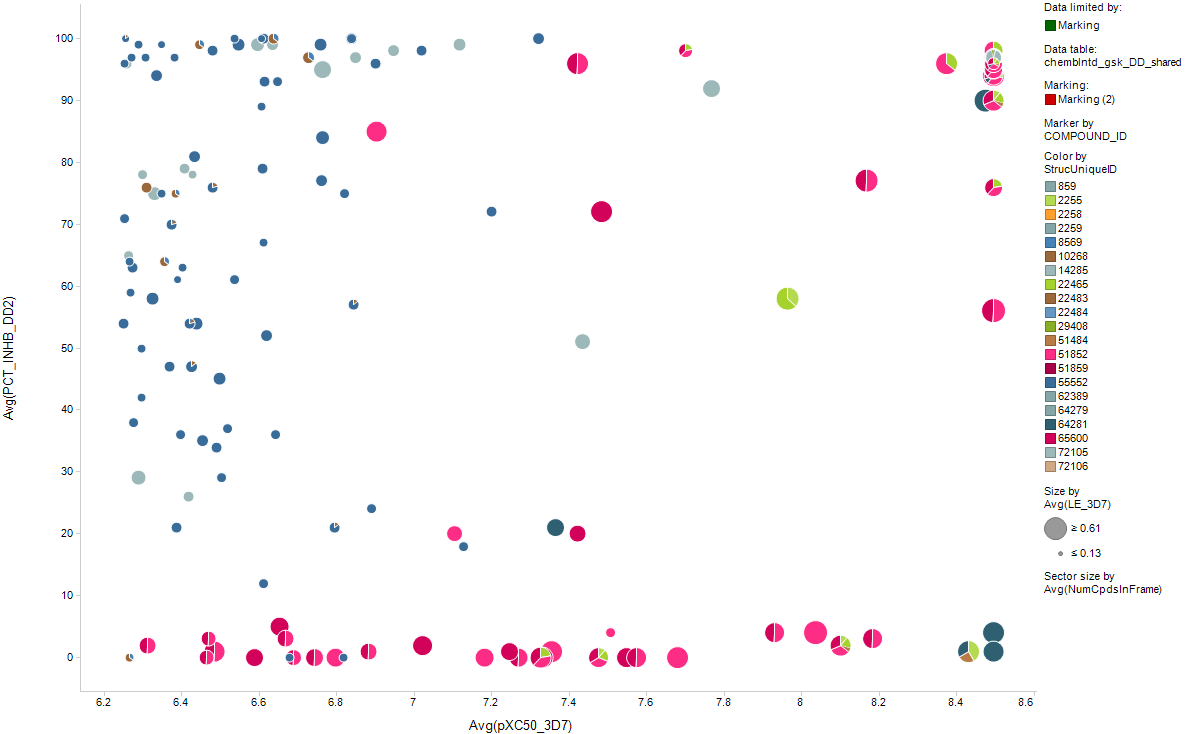 100
90
80
70
60
50
40
30
20
10
0
Avg(PCT_INHB_DD2)
6.2 6.4 6.6 6.8 7 7.2 7.4 7.6 7.8 8 8.2 8.4 8.6
Avg(pXC50_3D7)
Data limited by:
Marking
Data table:
chemblntd_gsk_DD_shared
Marking:
Marking (2)
Marker by
COMPOUND_ID
Color by
StrucUniqueID
859
2255
2258
2259
8569
10268
14285
22465
22483
22484
29408
51484
51852
51859
55552
62389
64279
64281
65600
72105
72106
Size by
Avg(LE_3D7)
≥ 0.61
≤ 0.13
Sector size by
Avg(NumCpdsInFrame)